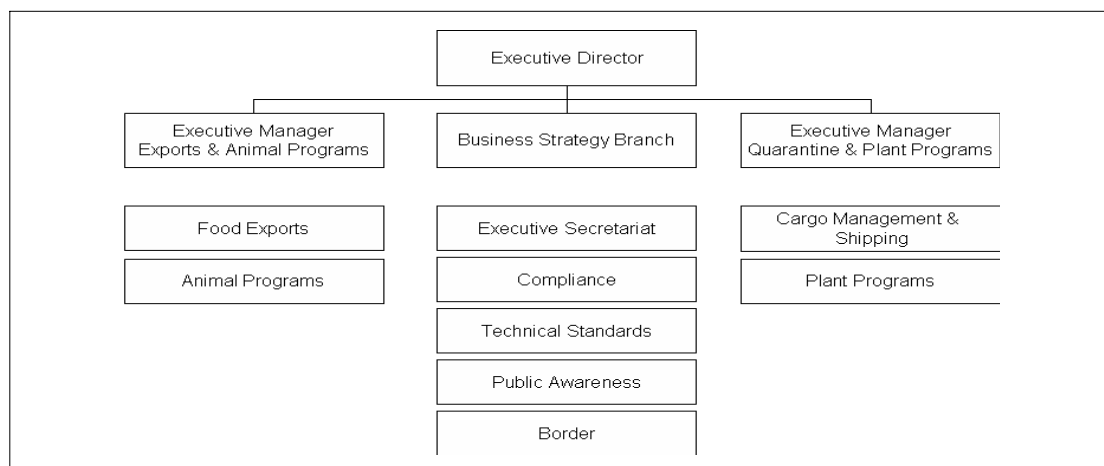 Executive Director
Executive Manager
Exports & Animal Programs
Business Strategy Branch
Executive Manager
Quarantine & Plant Programs
Food Exports
Animal Programs
Executive Secretariat
Compliance
Technical Standards
Public Awareness
Border
Cargo Management &
Shipping
Plant Programs